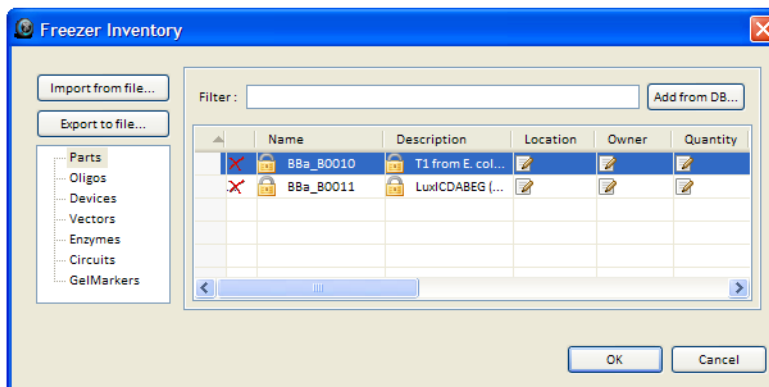 Freezer Inventory
Import from file...
Export to file...
Parts
Oligos
Devices
Vectors
Enzymes
Circuits
GelMarkers
Filter :
Add from DB...
Name Description Location Owner Quantity
BBa_B0010 T1 from E. col...
BBa_B0011 LuxICDABEG (...
OK Cancel